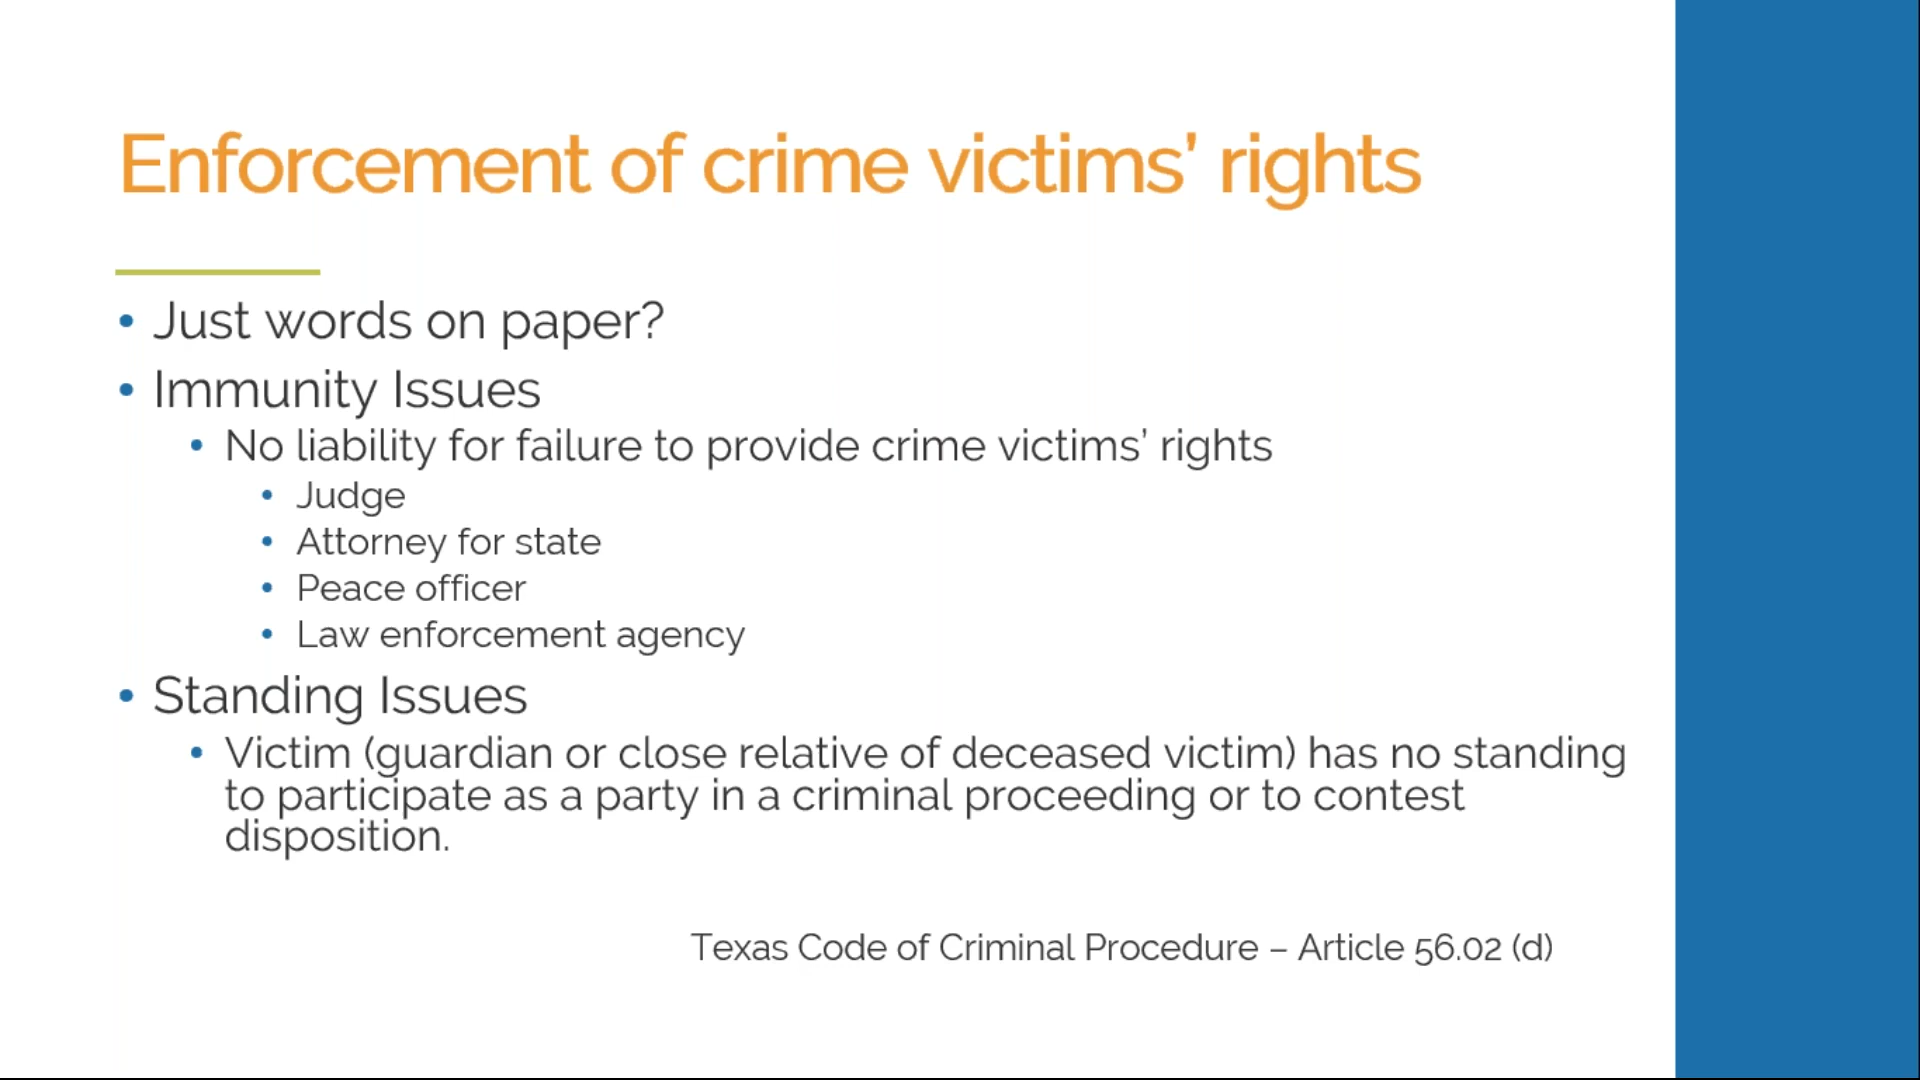 Enforcement of crime victims’ rights
• Just words on paper?
• Immunity Issues
• No liability for failure to provide crime victims’ rights
• Judge
• Attorney for state
• Peace officer
• Law enforcement agency
• Standing Issues
• Victim (guardian or close relative of deceased victim) has no standing
to participate as a party in a criminal proceeding or to contest
disposition.
Texas Code of Criminal Procedure – Article 56.02 (d)